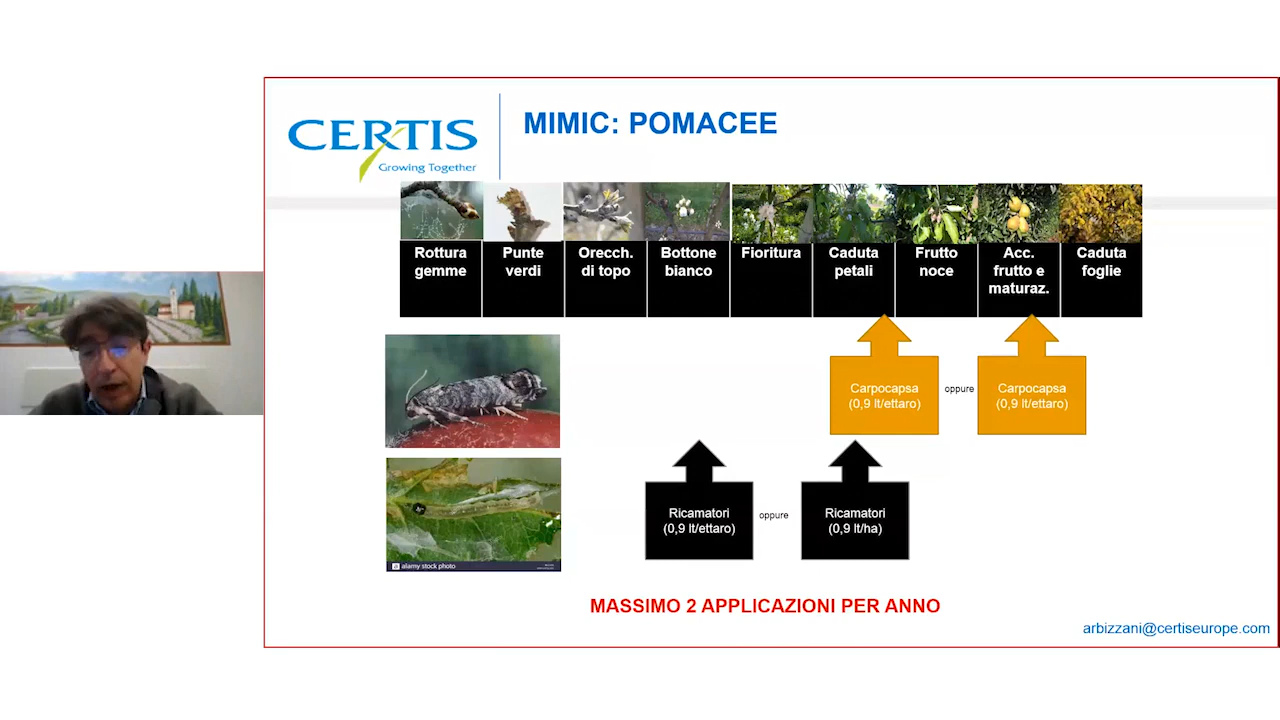 CERTIS
Growing Together
MIMIC: POMACEE
Rottura
gemme
Punte
verdi
Orecch.
di topo
Bottone
bianco
Fioritura
Caduta
petali
Frutto
noce
Acc.
frutto e
maturaz.
Caduta
foglie
Carpocapsa
(0,9 lt/ettaro)
oppure
Carpocapsa
(0,9 lt/ettaro)
Ricamatori
(0,9 lt/ettaro)
oppure
Ricamatori
(0,9 lt/ha)
alamy stock photo
MASSIMO 2 APPLICAZIONI PER ANNO
arbizzani@certiseurope.com